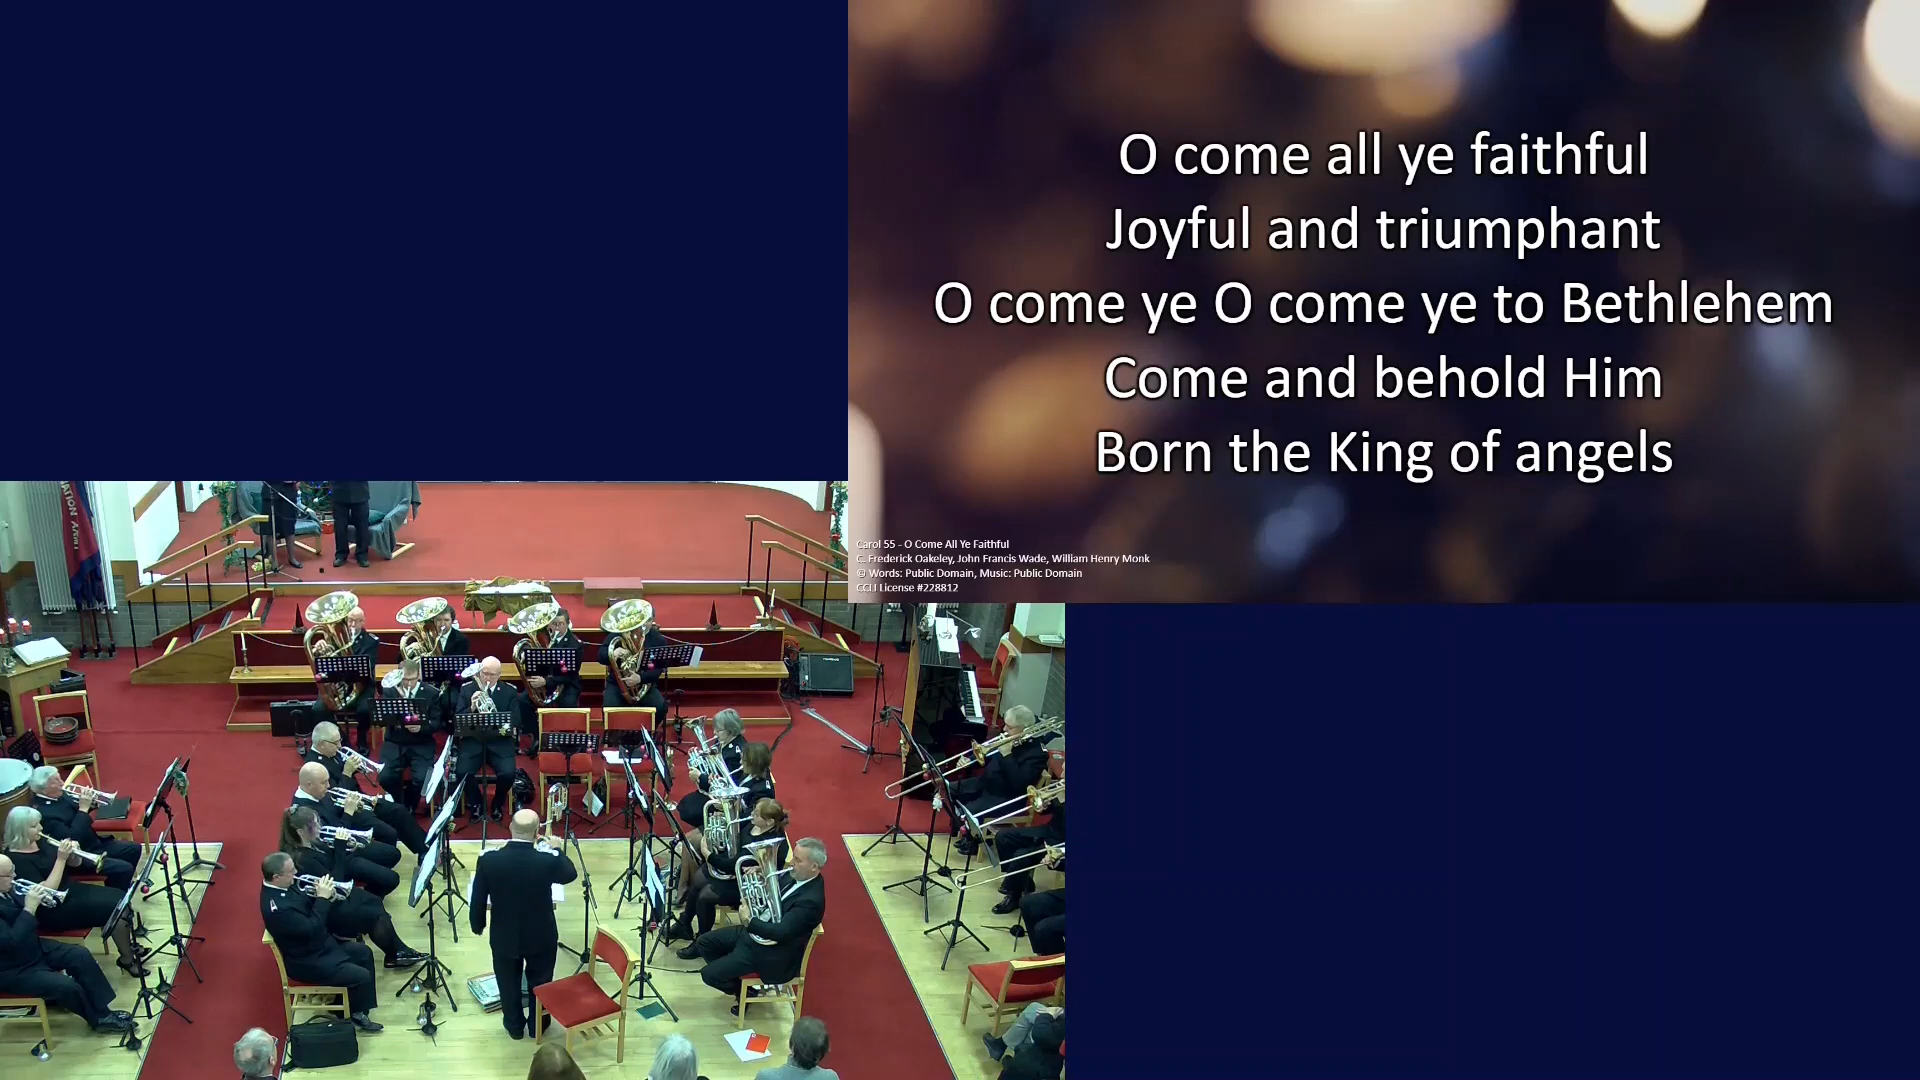 O come all ye faithful
Joyful and triumphant
O come ye O come ye to Bethlehem
Come and behold Him
Born the King of angels
Carol 55 - O Come All Ye Faithful
C. Frederick Oakeley, John Francis Wade, William Henry Monk
© Words: Public Domain, Music: Public Domain
CCLI License #228812